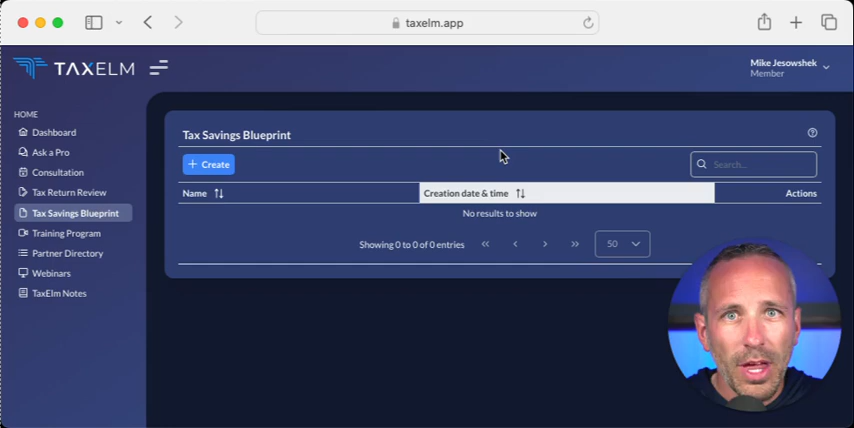 taxelm.app
TAXELM
Mike Jesowshek
Member
HOME
Dashboard
Ask a Pro
Consultation
Tax Return Review
Tax Savings Blueprint
Training Program
Partner Directory
Webinars
TaxElm Notes
Tax Savings Blueprint
+ Create
Search...
Name
Creation date & time
Actions
No results to show
Showing 0 to 0 of 0 entries
50